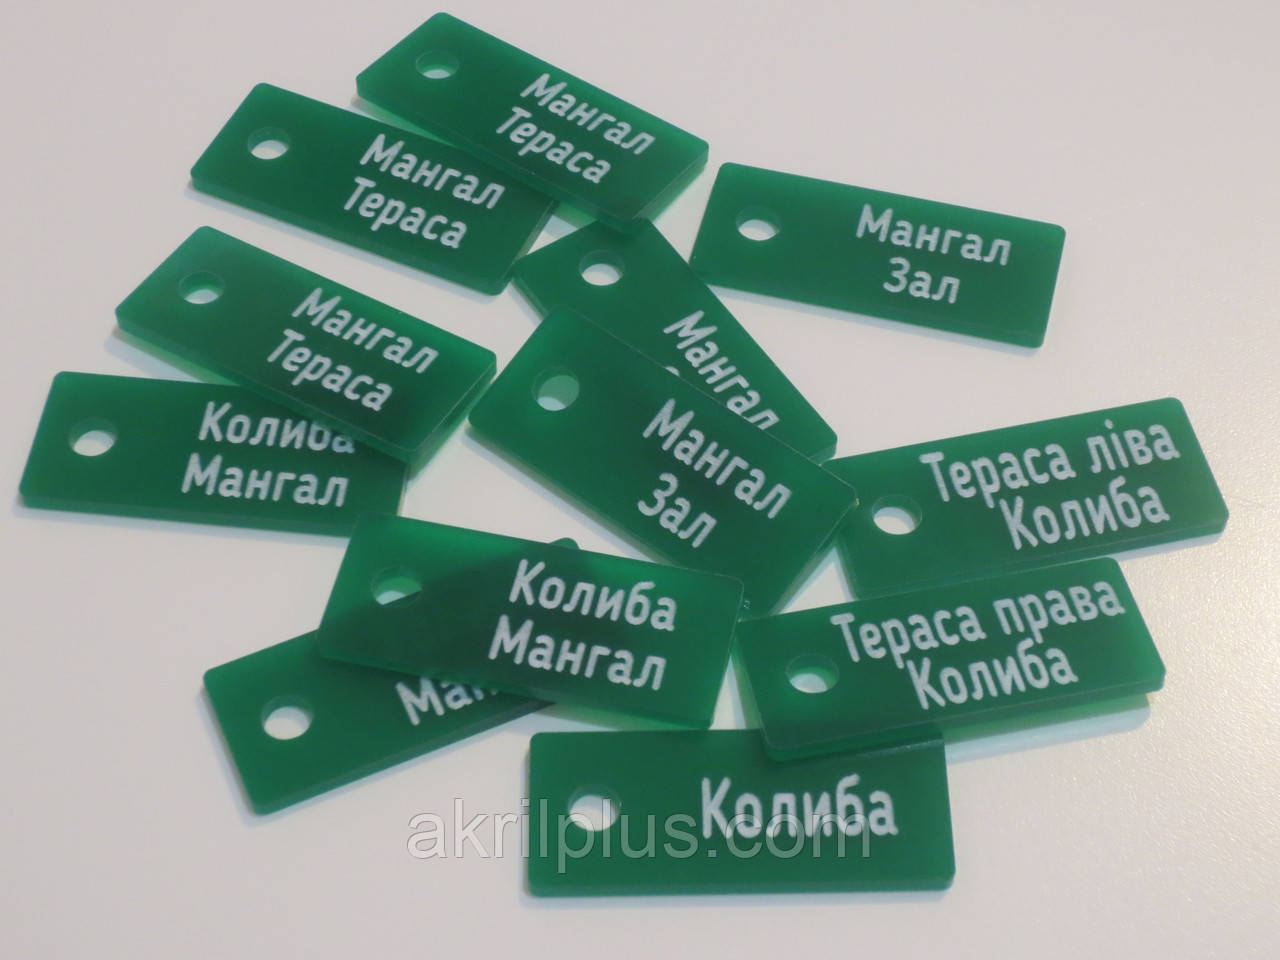 Мангал
Тераса
Мангал
Тераса
Мангал
Зал
Мангал
Тераса
Мангал
Колиба
Мангал
Мангал
Зал
Тераса ліва
Колиба
Колиба
Мангал
Тераса права
Колиба
Колиба
akrilplus.com